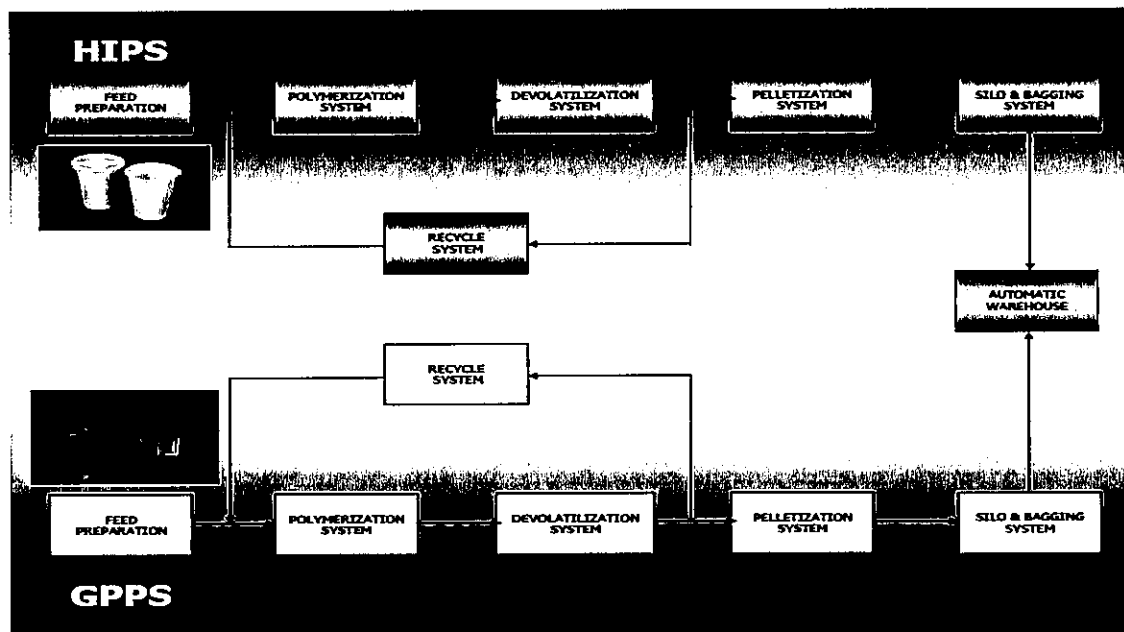 HIPS
FEED
PREPARATION
POLYMERIZATION
SYSTEM
DEVOLATILIZATION
SYSTEM
PELLETIZATION
SYSTEM
SILO & BAGGING
SYSTEM
RECYCLE
SYSTEM
AUTOMATIC
WAREHOUSE
RECYCLE
SYSTEM
FEED
PREPARATION
POLYMERIZATION
SYSTEM
DEVOLATILIZATION
SYSTEM
PELLETIZATION
SYSTEM
SILO & BAGGING
SYSTEM
GPPS